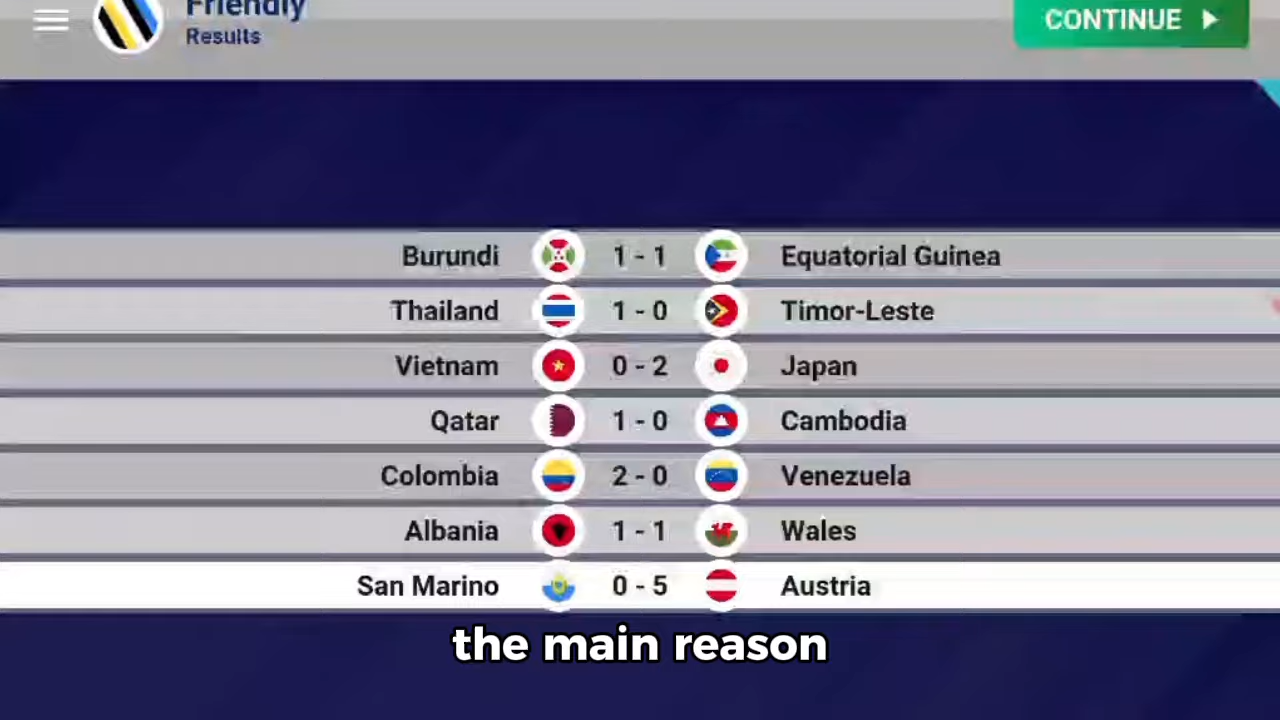 Friendly
Results
CONTINUE
Burundi 1 - 1 Equatorial Guinea
Thailand 1 - 0 Timor-Leste
Vietnam 0 - 2 Japan
Qatar 1 - 0 Cambodia
Colombia 2 - 0 Venezuela
Albania 1 - 1 Wales
San Marino 0 - 5 Austria
the main reason